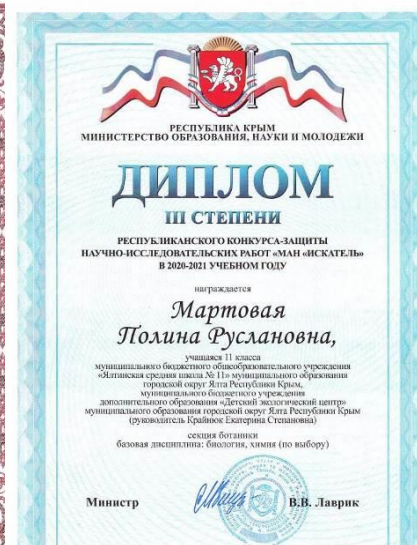 РЕСПУБЛИКА КРЫМ
МИНИСТЕРСТВО ОБРАЗОВАНИЯ, НАУКИ И МОЛОДЕЖИ
ДИПЛОМ
III СТЕПЕНИ
РЕСПУБЛИКАНСКОГО КОНКУРСА-ЗАЩИТЫ
НАУЧНО-ИССЛЕДОВАТЕЛЬСКИХ РАБОТ «МАН «ИСКАТЕЛЬ»
В 2020-2021 УЧЕБНОМ ГОДУ
награждается
Мартовая
Полина Руслановна,
учащаяся 11 класса
муниципального бюджетного общеобразовательного учреждения
«Ялтинская средняя школа № 11» муниципального образования
городской округ Ялта Республики Крым,
муниципального бюджетного учреждения
дополнительного образования «Детский экологический центр»
муниципального образования городской округ Ялта Республики Крым
(руководитель Крайнюк Екатерина Степановна)
секция ботаники
базовая дисциплина: биология, химия (по выбору)
Министр В.В. Лаврик